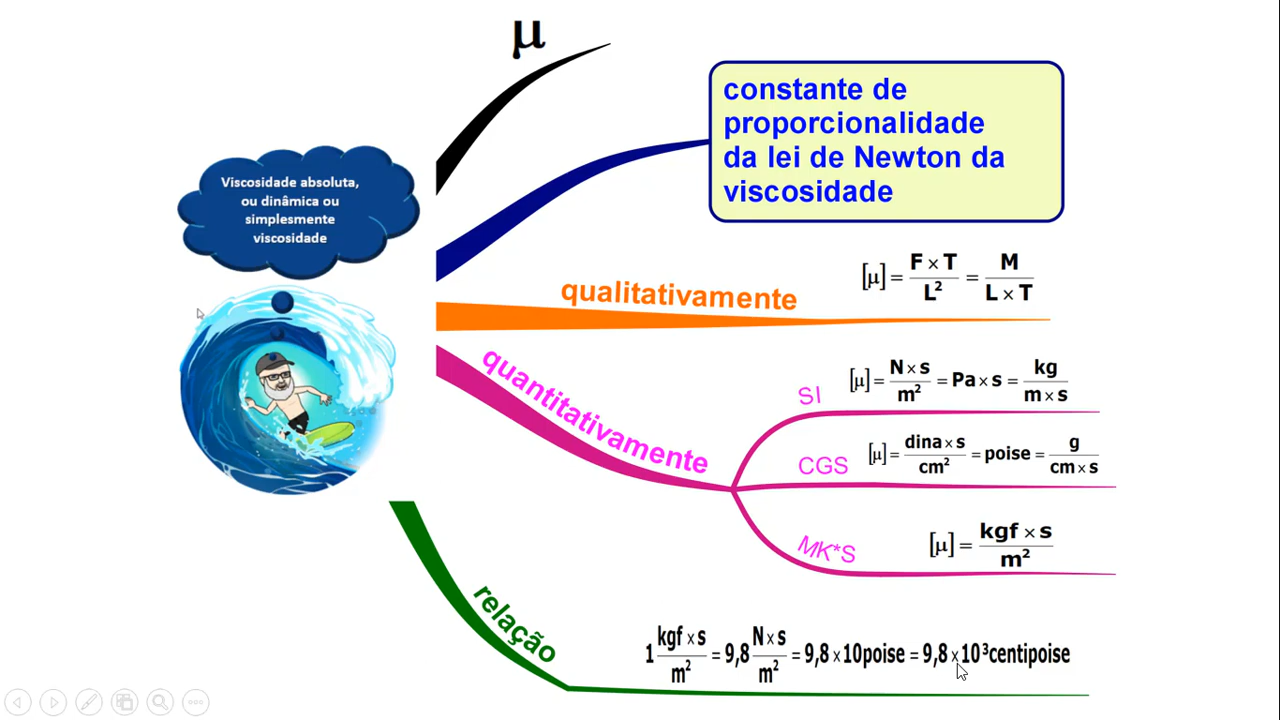 μ
constante de
proporcionalidade
da lei de Newton da
viscosidade
Viscosidade absoluta,
ou dinâmica ou
simplesmente
viscosidade
qualitativamente
[μ] = F × T / L² = M / L × T
quantitativamente
SI
[μ] = N × s / m² = Pa × s = kg / m × s
CGS
[μ] = dina × s / cm² = poise = g / cm × s
MK*S
[μ] = kgf × s / m²
relação
1 kgf × s / m² = 9,8 N × s / m² = 9,8 × 10poise = 9,8 × 10³centipoise